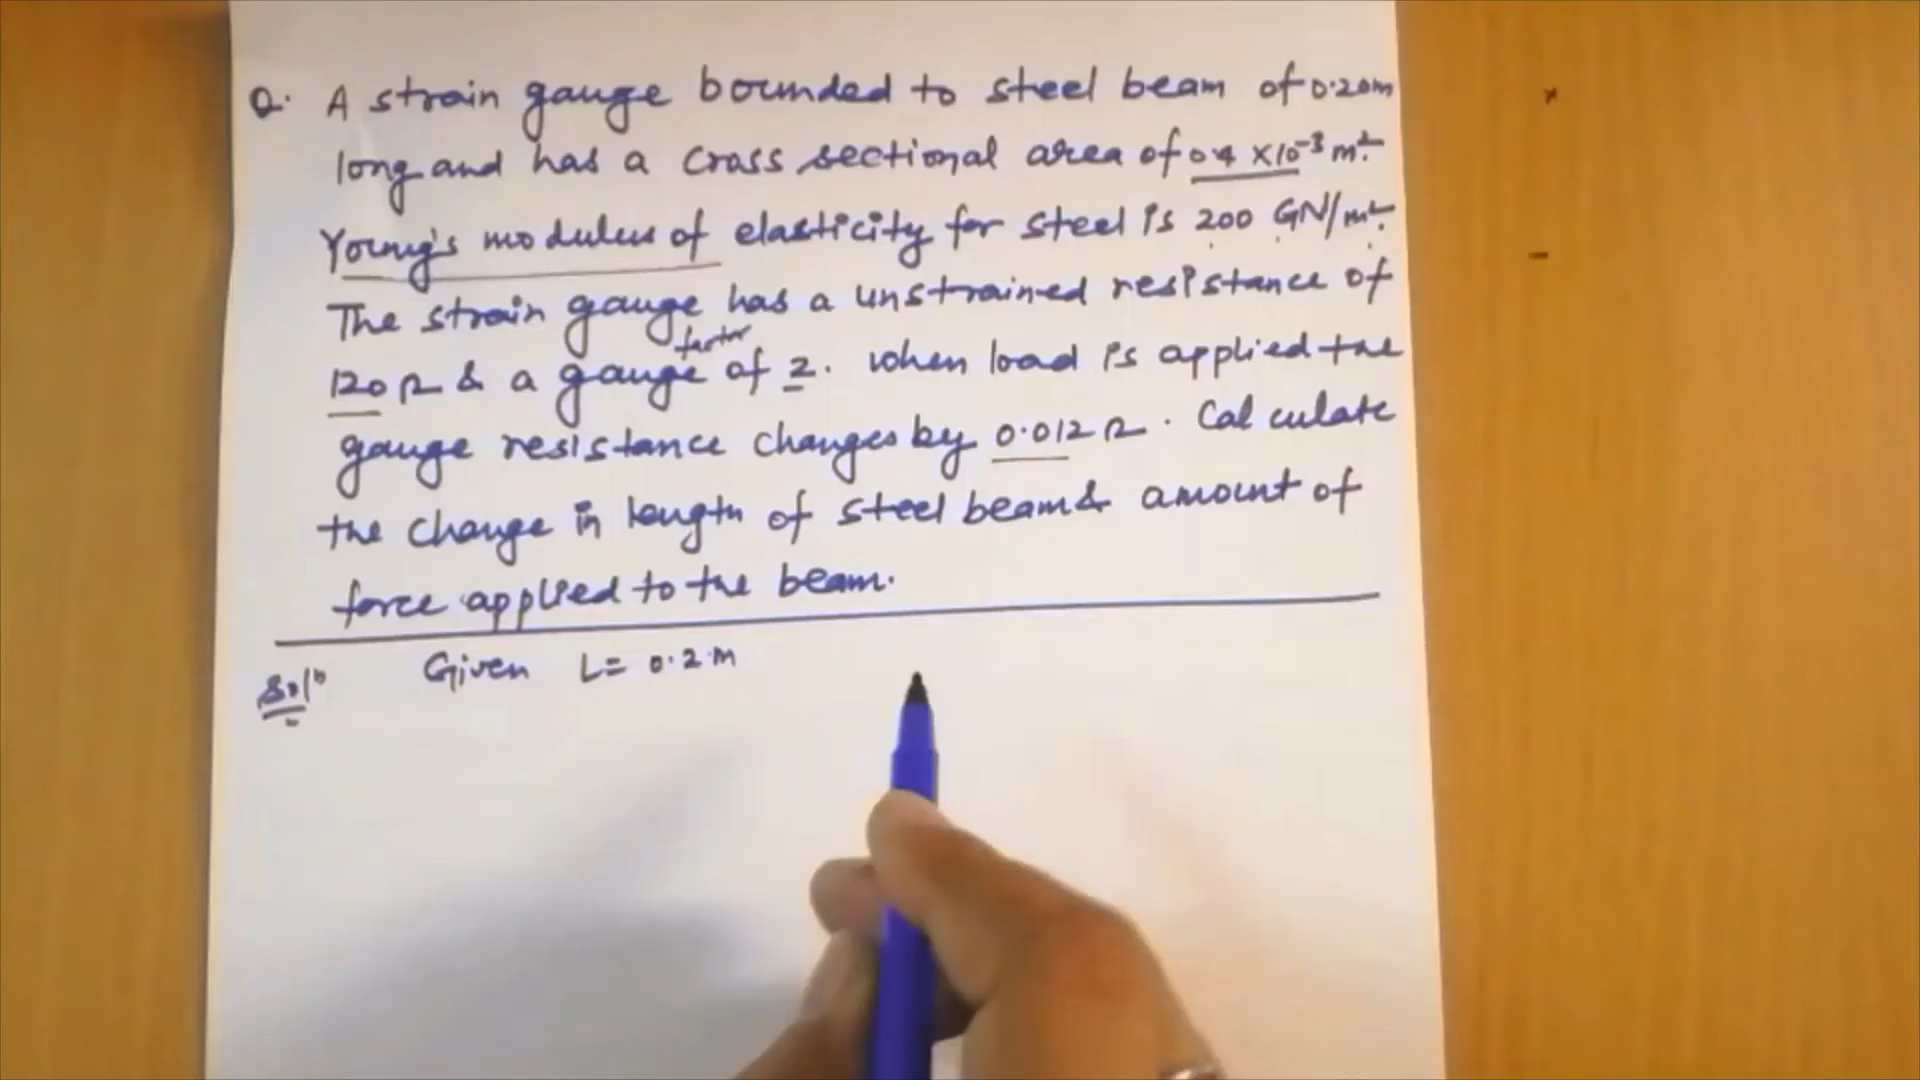 Q. A strain gauge bounded to steel beam of 0.20m
long and has a cross sectional area of 0.4 x10⁻³ m².
Young's modulus of elasticity for steel is 200 GN/m².
The strain gauge has a unstrained resistance of
factor
120 Ω & a gauge of 2. When load is applied the
gauge resistance changes by 0.012 Ω. Calculate
the change in length of steel beam & amount of
force applied to the beam.
Solⁿ Given L = 0.2 m